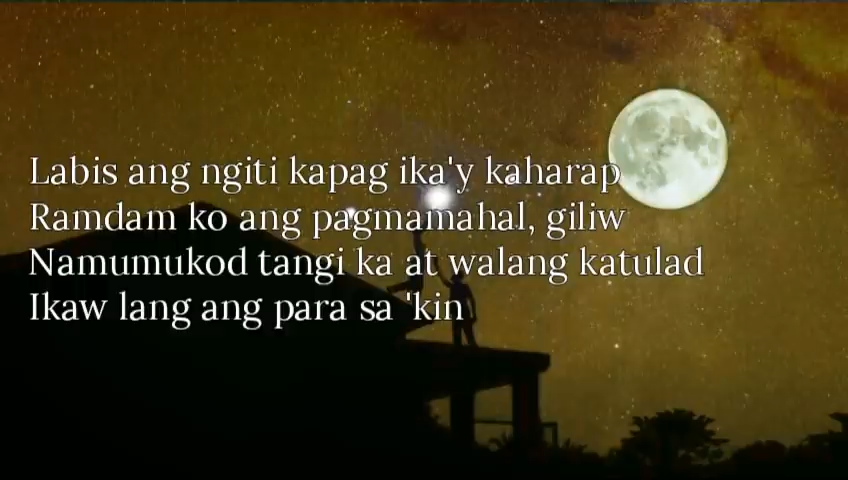 Labis ang ngiti kapag ika'y kaharap
Ramdam ko ang pagmamahal, giliw
Namumukod tangi ka at walang katulad
Ikaw lang ang para sa 'kin